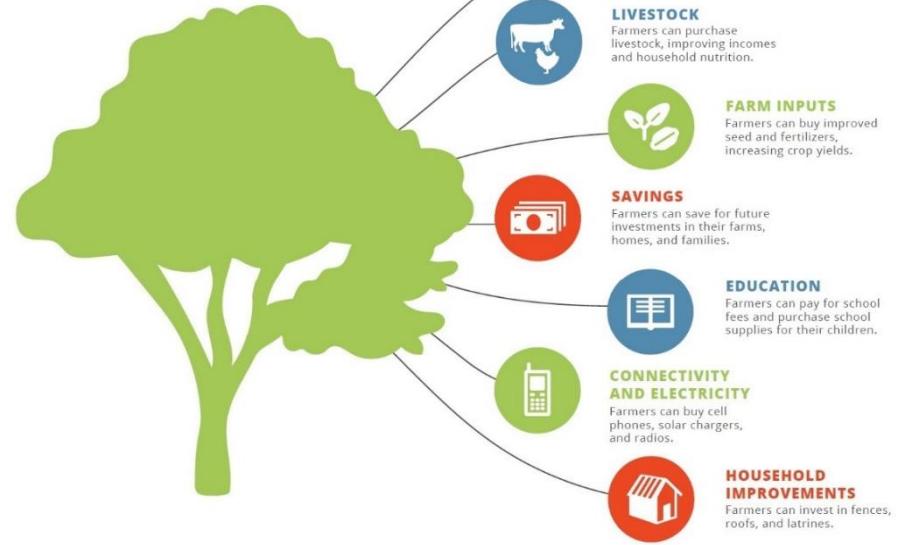 LIVESTOCK
Farmers can purchase
livestock, improving incomes
and household nutrition.
FARM INPUTS
Farmers can buy improved
seed and fertilizers,
increasing crop yields.
SAVINGS
Farmers can save for future
investments in their farms,
homes, and families.
EDUCATION
Farmers can pay for school
fees and purchase school
supplies for their children.
CONNECTIVITY
AND ELECTRICITY
Farmers can buy cell
phones, solar chargers,
and radios.
HOUSEHOLD
IMPROVEMENTS
Farmers can invest in fences,
roofs, and latrines.